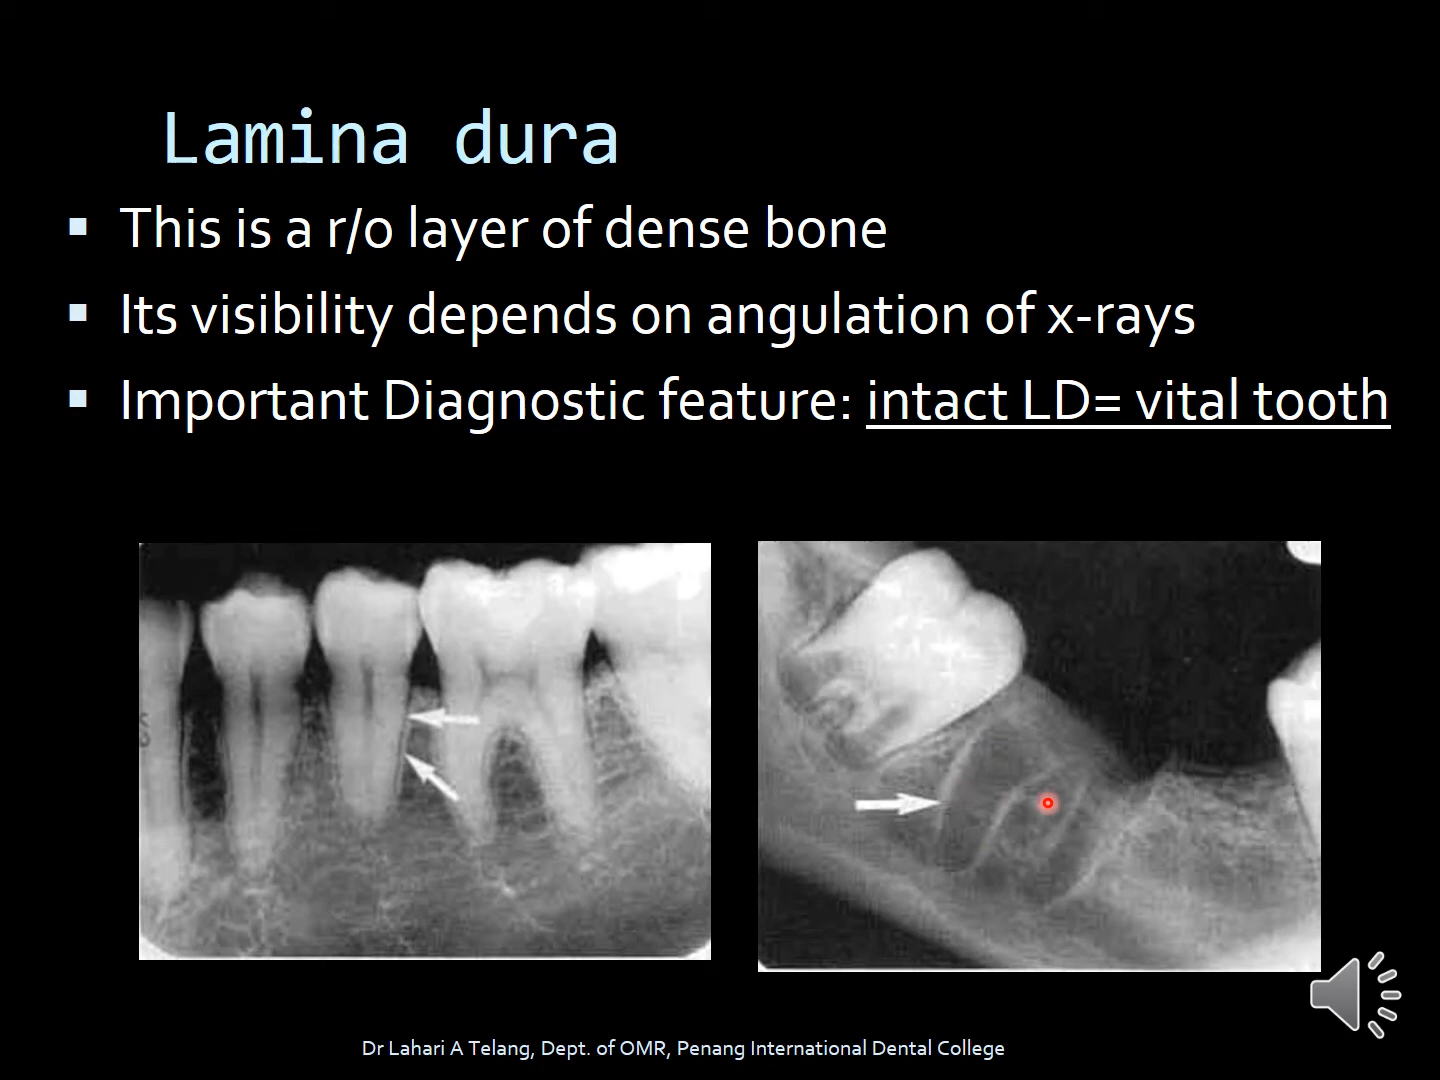 Lamina dura
This is a r/o layer of dense bone
Its visibility depends on angulation of x-rays
Important Diagnostic feature: intact LD= vital tooth
Dr Lahari A Telang, Dept. of OMR, Penang International Dental College